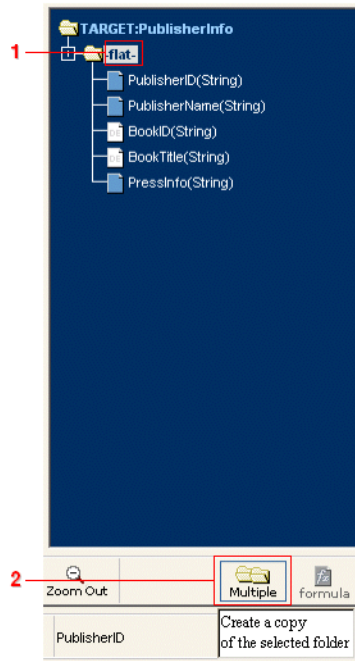 TARGET:PublisherInfo
1
-flat-
PublisherID(String)
PublisherName(String)
BookID(String)
BookTitle(String)
PressInfo(String)
2
Zoom Out
Multiple
fx
formula
PublisherID
Create a copy
of the selected folder